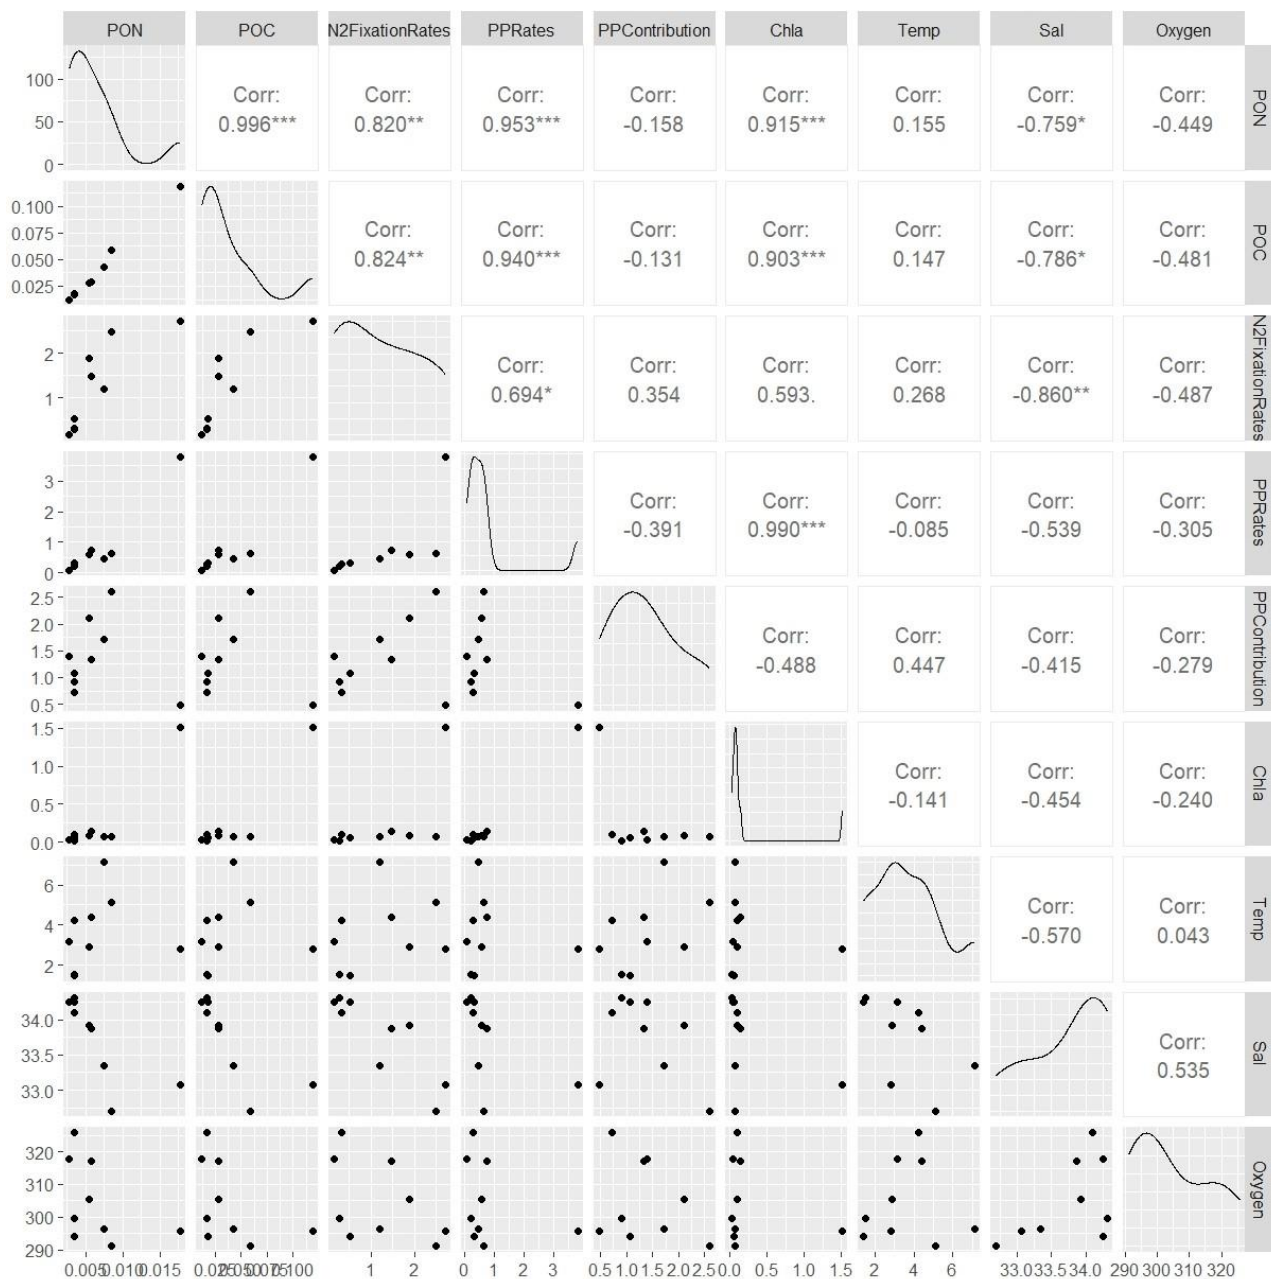 PON POC N2FixationRates PPRates PPContribution Chla Temp Sal Oxygen
100
50
0
Corr: Corr: Corr: Corr: Corr: Corr: Corr: Corr:
0.996*** 0.820** 0.953*** -0.158 0.915*** 0.155 -0.759* -0.449
PON
0.100
0.075
0.050
0.025
Corr: Corr: Corr: Corr: Corr: Corr: Corr:
0.824** 0.940*** -0.131 0.903*** 0.147 -0.786* -0.481
POC
2
1
Corr: Corr: Corr: Corr: Corr: Corr:
0.694* 0.354 0.593. 0.268 -0.860** -0.487
N2FixationRates
3
2
1
0
Corr: Corr: Corr: Corr: Corr:
-0.391 0.990*** -0.085 -0.539 -0.305
PPRates
2.5
2.0
1.5
1.0
0.5
Corr: Corr: Corr: Corr:
-0.488 0.447 -0.415 -0.279
PPContribution
1.5
1.0
0.5
0.0
Corr: Corr: Corr:
-0.141 -0.454 -0.240
Chla
6
4
2
Corr: Corr:
-0.570 0.043
Temp
34.0
33.5
33.0
Corr:
0.535
Sal
320
310
300
290
Oxygen
0.005 0.010 0.015 0.025 0.050 0.075 0.100 1 2 0 1 2 3 0.5 1.0 1.5 2.0 2.5 0.0 0.5 1.0 1.5 2 4 6 33.0 33.5 34.0 290 300 310 320